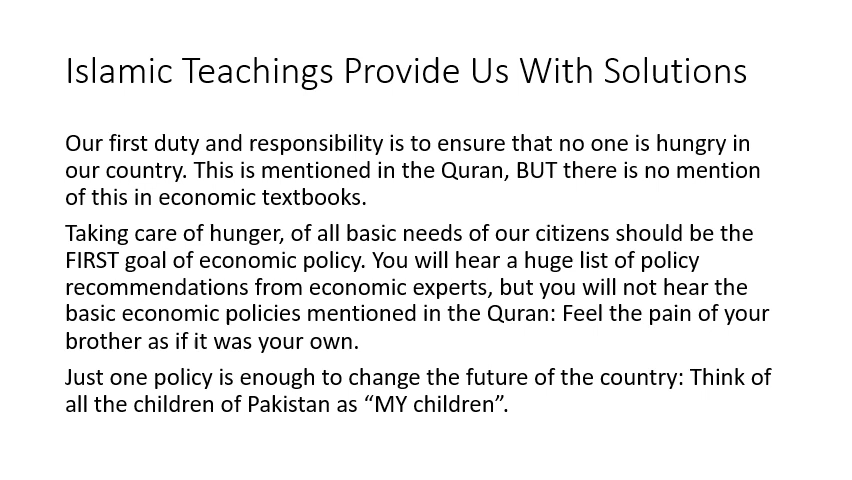 Islamic Teachings Provide Us With Solutions
Our first duty and responsibility is to ensure that no one is hungry in
our country. This is mentioned in the Quran, BUT there is no mention
of this in economic textbooks.
Taking care of hunger, of all basic needs of our citizens should be the
FIRST goal of economic policy. You will hear a huge list of policy
recommendations from economic experts, but you will not hear the
basic economic policies mentioned in the Quran: Feel the pain of your
brother as if it was your own.
Just one policy is enough to change the future of the country: Think of
all the children of Pakistan as “MY children”.